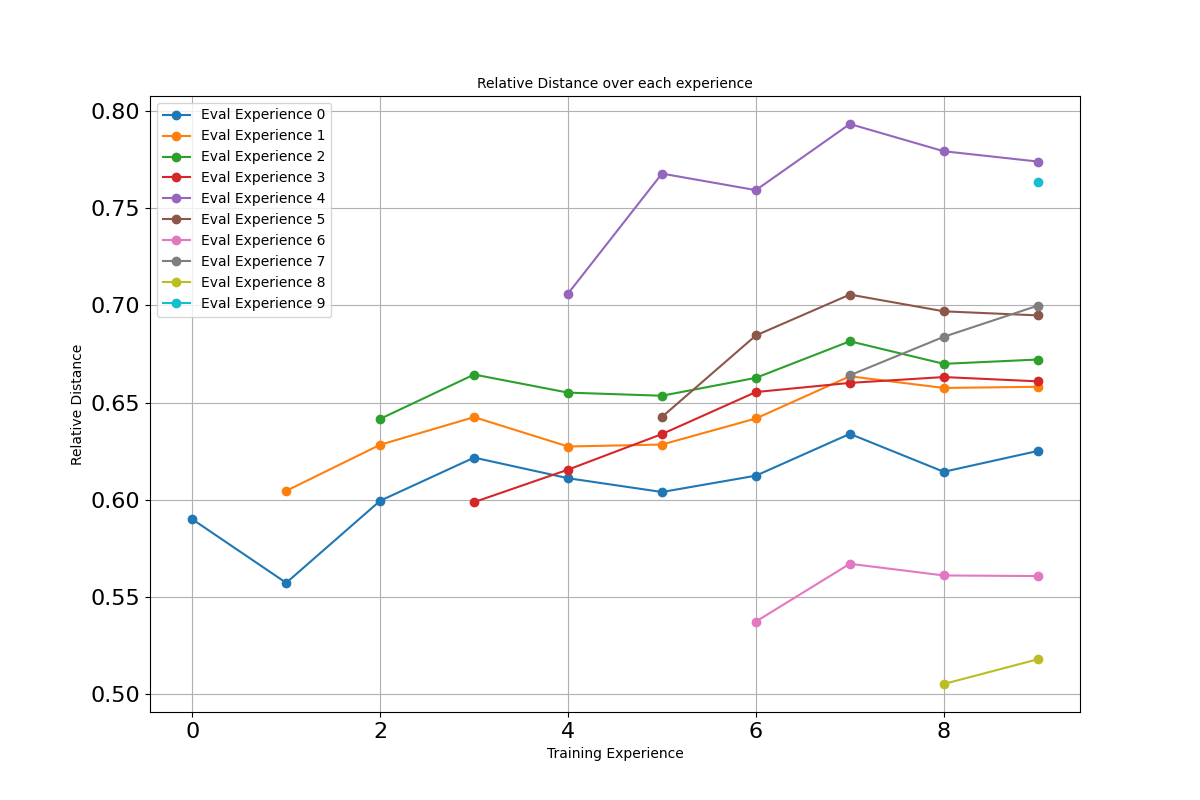 Relative Distance over each experience
0.80
0.75
0.70
0.65
0.60
0.55
0.50
Relative Distance
Eval Experience 0
Eval Experience 1
Eval Experience 2
Eval Experience 3
Eval Experience 4
Eval Experience 5
Eval Experience 6
Eval Experience 7
Eval Experience 8
Eval Experience 9
0 2 4 6 8
Training Experience